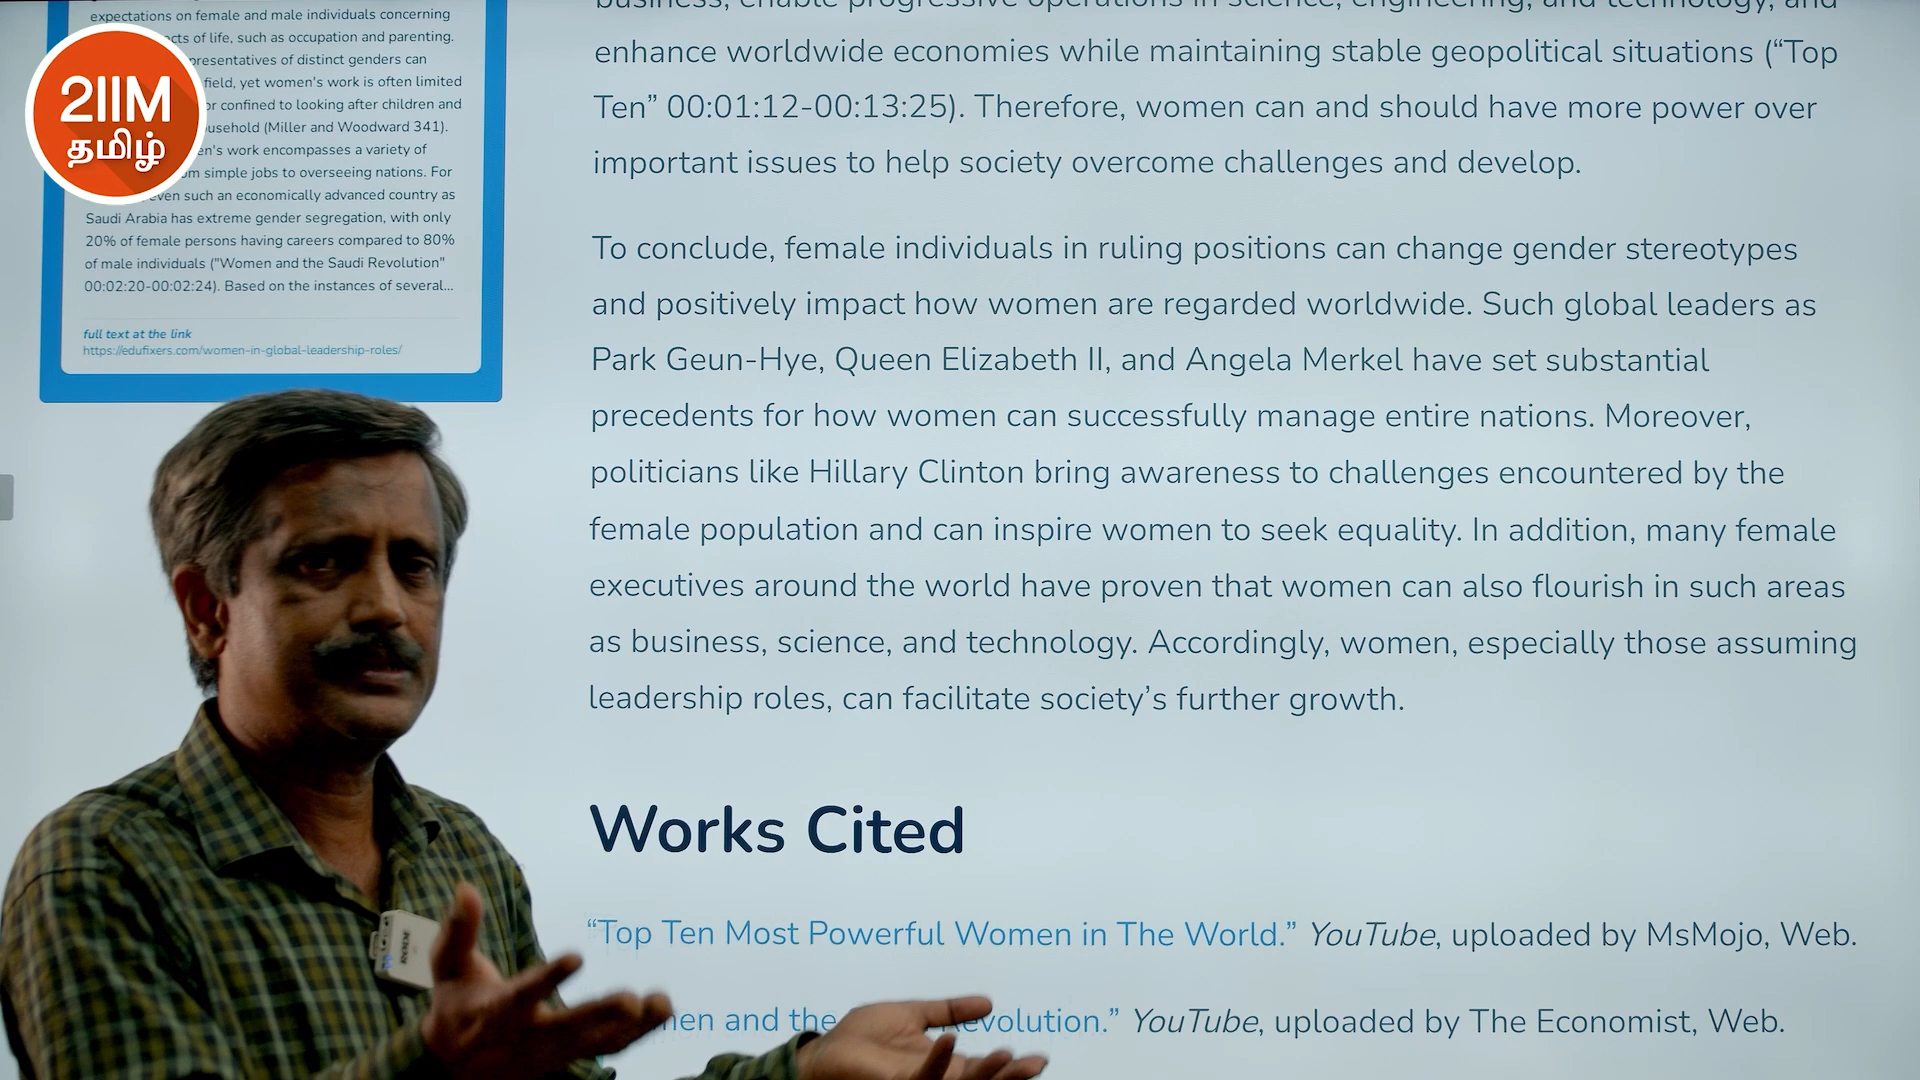 expectations on female and male individuals concerning
cts of life, such as occupation and parenting.
presentatives of distinct genders can
field, yet women's work is often limited
or confined to looking after children and
usehold (Miller and Woodward 341).
en's work encompasses a variety of
om simple jobs to overseeing nations. For
even such an economically advanced country as
Saudi Arabia has extreme gender segregation, with only
20% of female persons having careers compared to 80%
of male individuals ("Women and the Saudi Revolution"
00:02:20-00:02:24). Based on the instances of several...
full text at the link
https://edufixers.com/women-in-global-leadership-roles/
2IIM
தமிழ்
business, enable progressive operations in science, engineering, and technology, and
enhance worldwide economies while maintaining stable geopolitical situations (“Top
Ten” 00:01:12-00:13:25). Therefore, women can and should have more power over
important issues to help society overcome challenges and develop.
To conclude, female individuals in ruling positions can change gender stereotypes
and positively impact how women are regarded worldwide. Such global leaders as
Park Geun-Hye, Queen Elizabeth II, and Angela Merkel have set substantial
precedents for how women can successfully manage entire nations. Moreover,
politicians like Hillary Clinton bring awareness to challenges encountered by the
female population and can inspire women to seek equality. In addition, many female
executives around the world have proven that women can also flourish in such areas
as business, science, and technology. Accordingly, women, especially those assuming
leadership roles, can facilitate society’s further growth.
Works Cited
“Top Ten Most Powerful Women in The World.” YouTube, uploaded by MsMojo, Web.
men and the Revolution.” YouTube, uploaded by The Economist, Web.
RODE